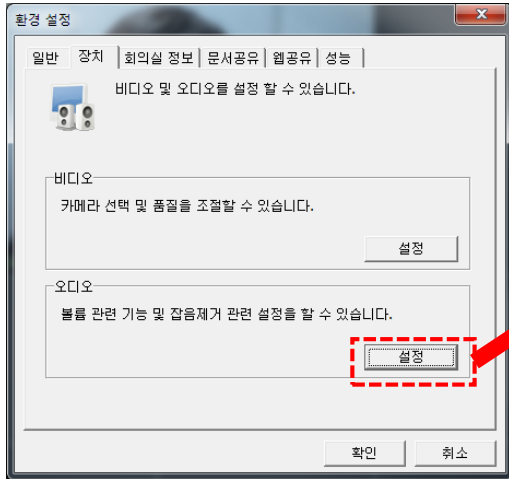 환경 설정
일반 장치 회의실 정보 문서공유 웹공유 성능
비디오 및 오디오를 설정 할 수 있습니다.
비디오
카메라 선택 및 품질을 조절할 수 있습니다.
설정
오디오
볼륨 관련 기능 및 잡음제거 관련 설정을 할 수 있습니다.
설정
확인 취소